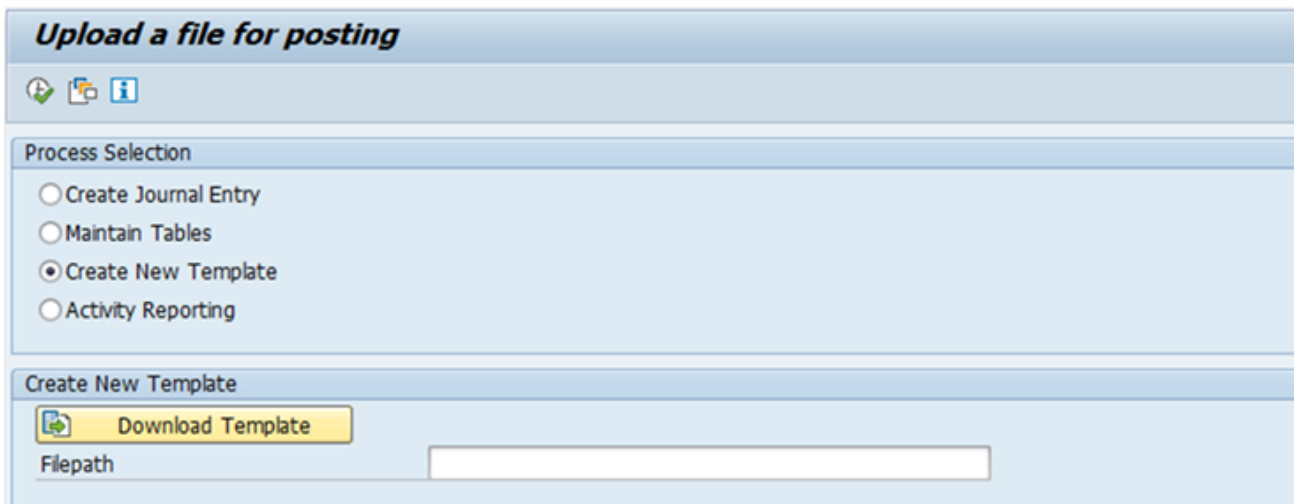 Upload a file for posting
Process Selection
Create Journal Entry
Maintain Tables
Create New Template
Activity Reporting
Create New Template
Download Template
Filepath